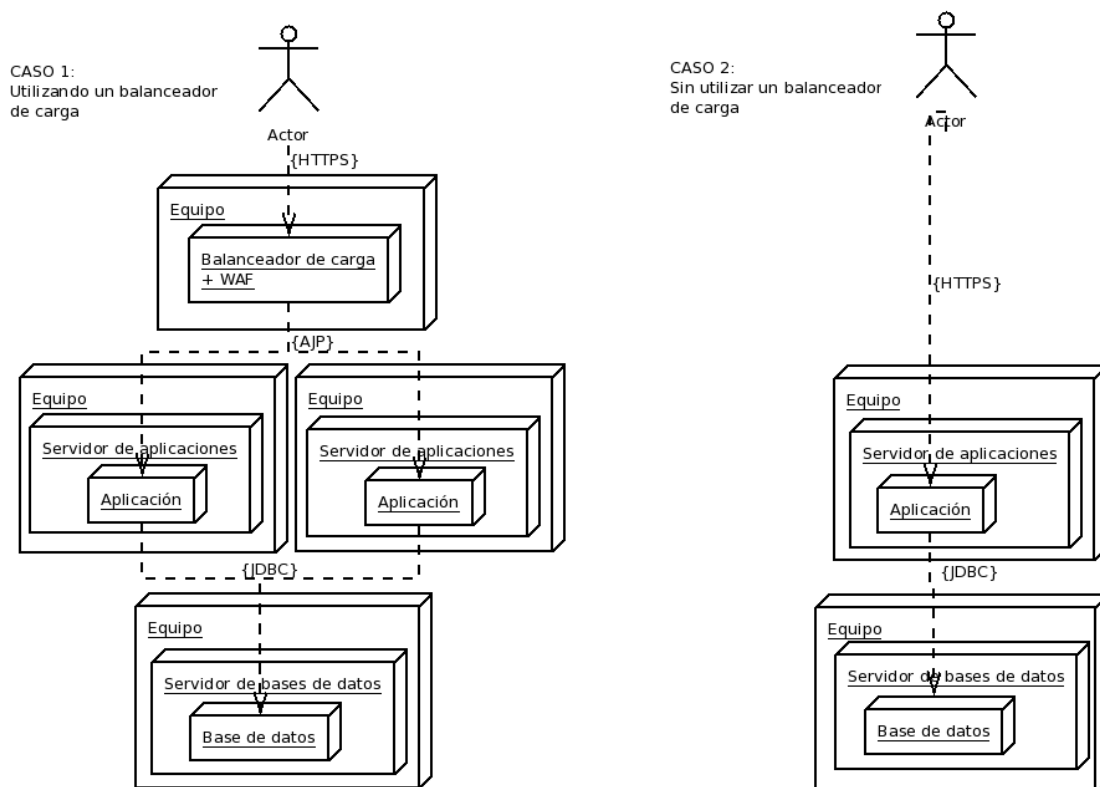 CASO 1:
Utilizando un balanceador
de carga
Actor
{HTTPS}
Equipo
Balanceador de carga
+ WAF
{AJP}
Equipo
Servidor de aplicaciones
Aplicación
Equipo
Servidor de aplicaciones
Aplicación
{JDBC}
Equipo
Servidor de bases de datos
Base de datos
CASO 2:
Sin utilizar un balanceador
de carga
Actor
{HTTPS}
Equipo
Servidor de aplicaciones
Aplicación
{JDBC}
Equipo
Servidor de bases de datos
Base de datos